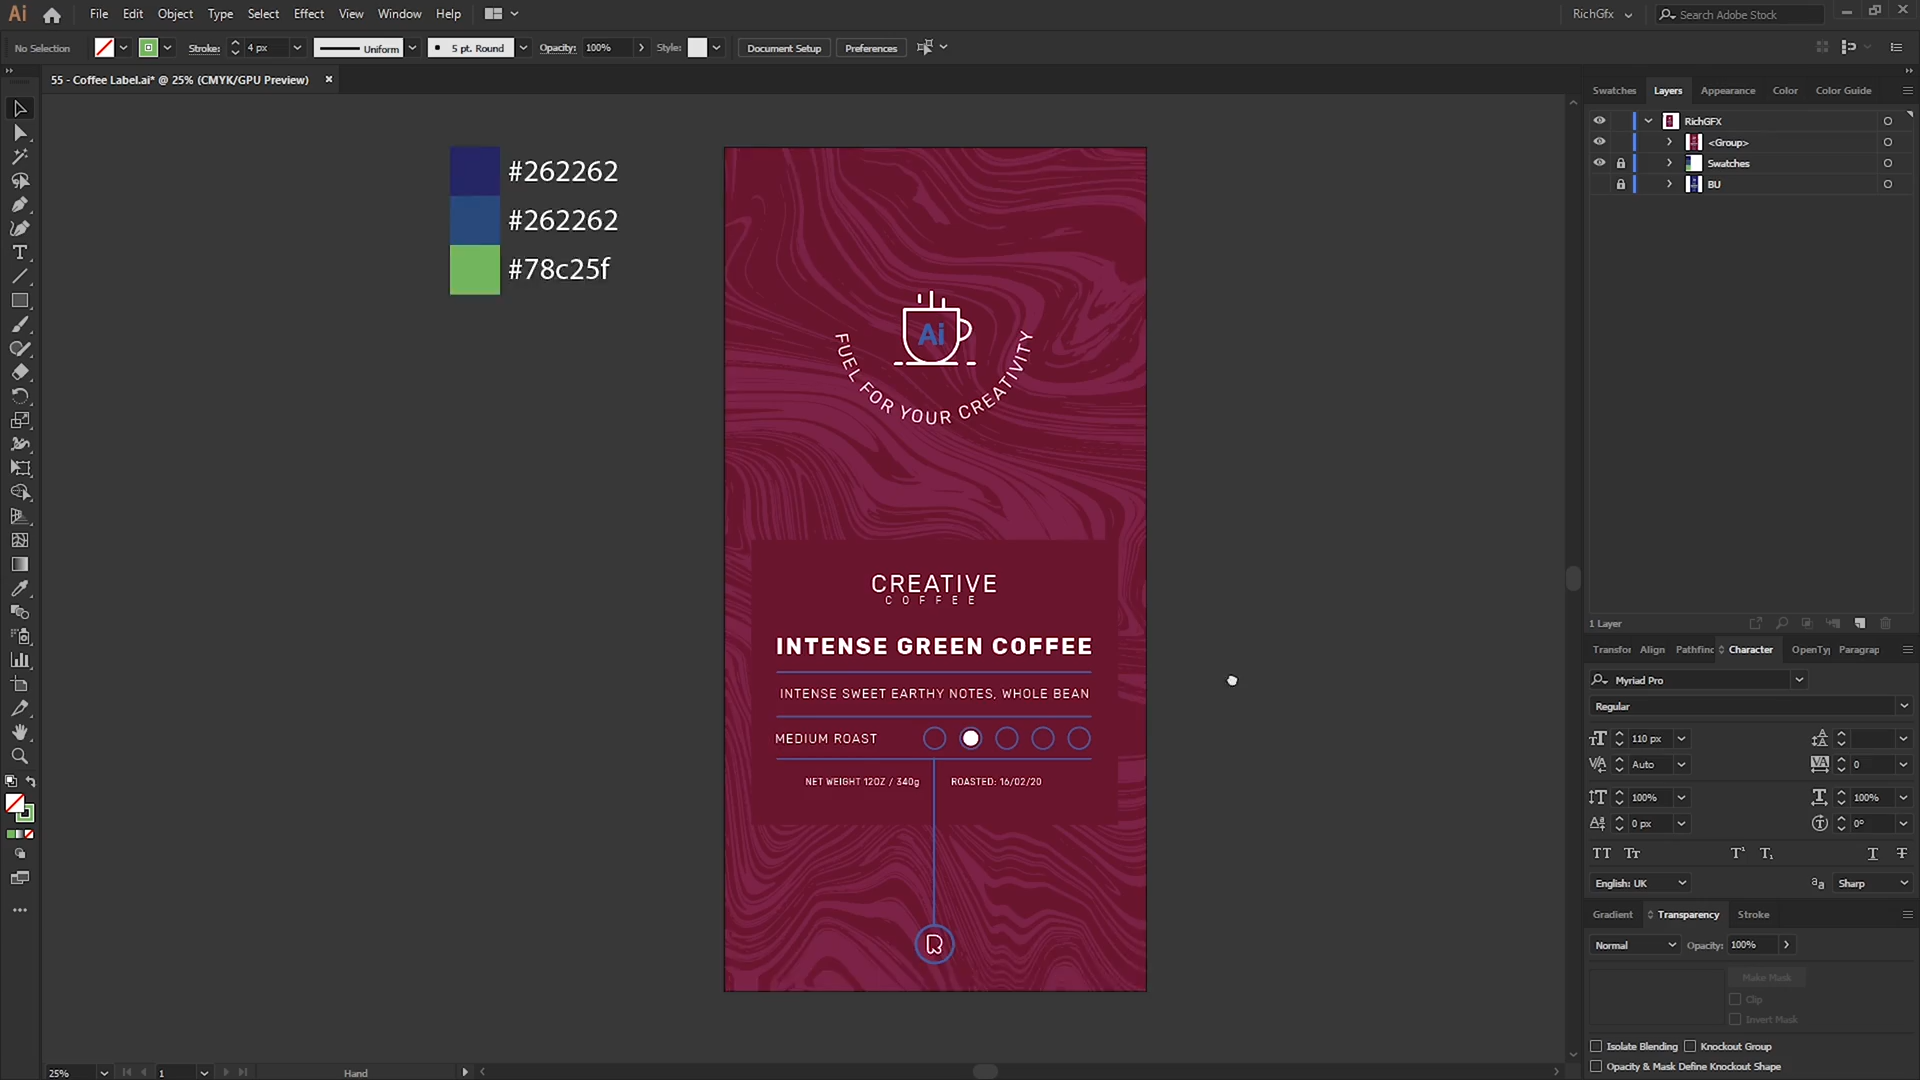 Ai File Edit Object Type Select Effect View Window Help RichGfx Search Adobe Stock
No Selection Stroke: 4 px Uniform 5 pt. Round Opacity: 100% Style: Document Setup Preferences
55 - Coffee Label.ai* @ 25% (CMYK/GPU Preview)
#262262
#262262
#78c25f
Ai
FUEL FOR YOUR CREATIVITY
CREATIVE
COFFEE
INTENSE GREEN COFFEE
INTENSE SWEET EARTHY NOTES, WHOLE BEAN
MEDIUM ROAST
NET WEIGHT 12OZ / 340g ROASTED: 16/02/20
R
Swatches Layers Appearance Color Color Guide
RichGFX
<Group>
Swatches
BU
1 Layer
Transfor Align Pathfinc Character OpenTy Paragrap
Myriad Pro
Regular
110 px
Auto 0
100% 100%
0 px 0°
English: UK Sharp
Gradient Transparency Stroke
Normal Opacity: 100%
Make Mask
Clip
Invert Mask
Isolate Blending Knockout Group
Opacity & Mask Define Knockout Shape
25% 1 Hand